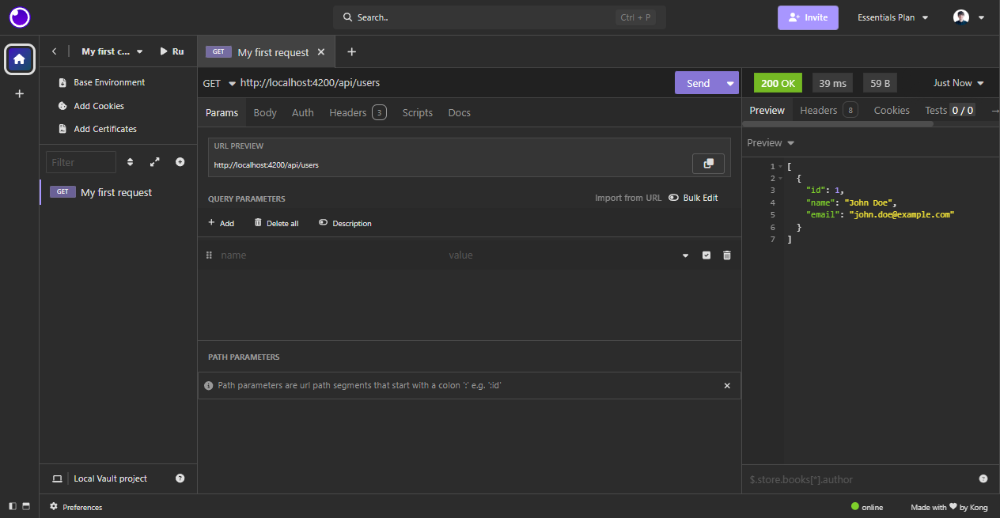 Search..
Ctrl + P
Invite
Essentials Plan
My first c...
Ru
GET My first request
Base Environment
Add Cookies
Add Certificates
Filter
GET My first request
Local Vault project
GET http://localhost:4200/api/users
Send
Params Body Auth Headers 3 Scripts Docs
URL PREVIEW
http://localhost:4200/api/users
QUERY PARAMETERS
Import from URL Bulk Edit
Add Delete all Description
name value
PATH PARAMETERS
Path parameters are url path segments that start with a colon ':' e.g. ':id'
200 OK 39 ms 59 B Just Now
Preview Headers 8 Cookies Tests 0 / 0
Preview
1 [
2 {
3 "id": 1,
4 "name": "John Doe",
5 "email": "john.doe@example.com"
6 }
7 ]
$.store.books[*].author
Preferences
online
Made with ♥ by Kong